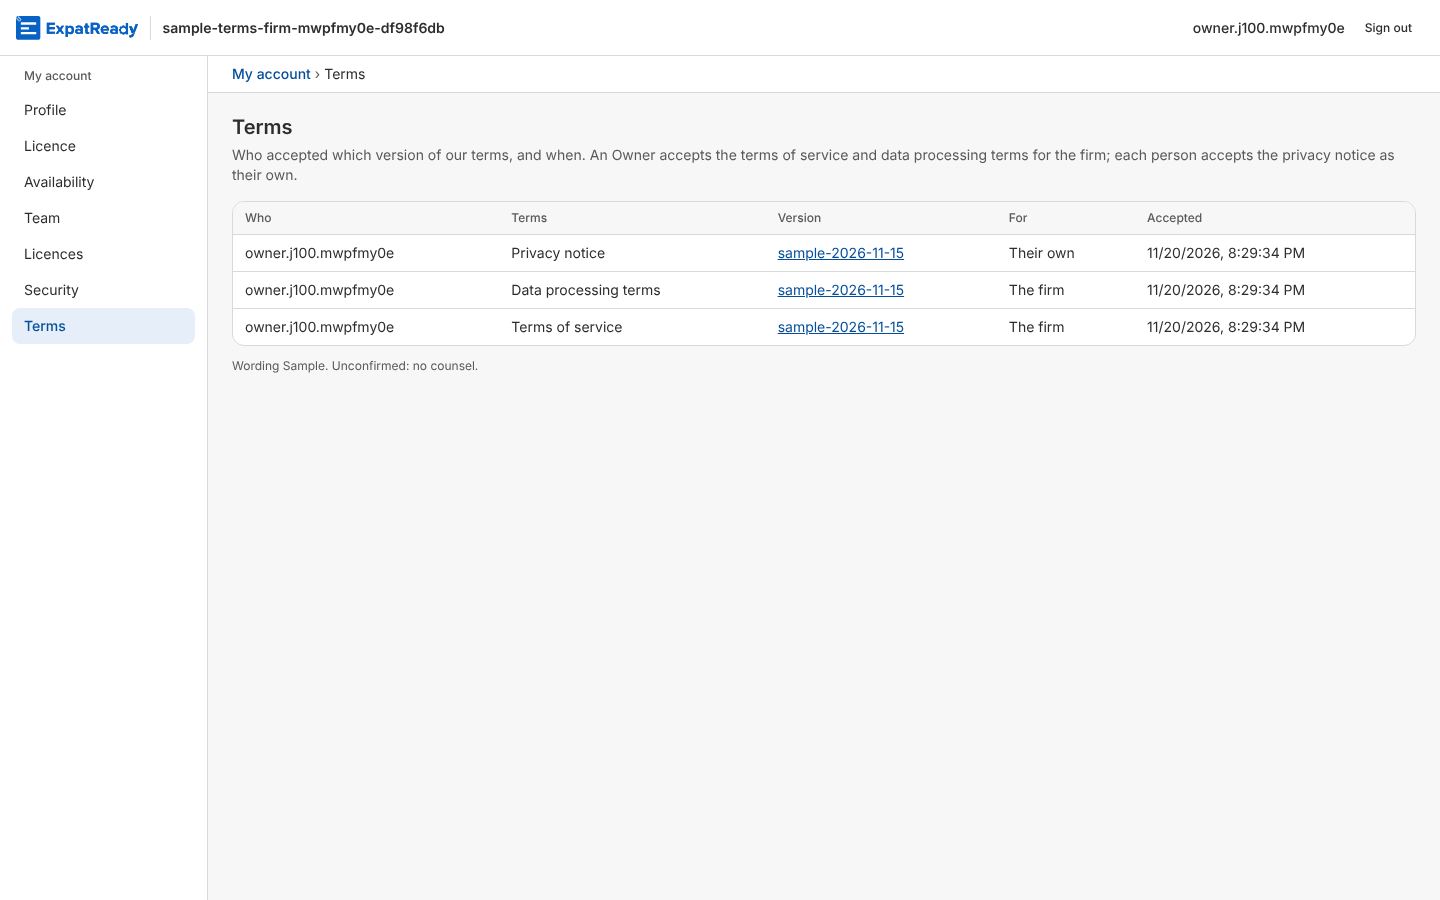 ExpatReady
sample-terms-firm-mwpfmy0e-df98f6db
owner.j100.mwpfmy0e
Sign out
My account
Profile
Licence
Availability
Team
Licences
Security
Terms
My account › Terms
Terms
Who accepted which version of our terms, and when. An Owner accepts the terms of service and data processing terms for the firm; each person accepts the privacy notice as
their own.
Who Terms Version For Accepted
owner.j100.mwpfmy0e Privacy notice sample-2026-11-15 Their own 11/20/2026, 8:29:34 PM
owner.j100.mwpfmy0e Data processing terms sample-2026-11-15 The firm 11/20/2026, 8:29:34 PM
owner.j100.mwpfmy0e Terms of service sample-2026-11-15 The firm 11/20/2026, 8:29:34 PM
Wording Sample. Unconfirmed: no counsel.